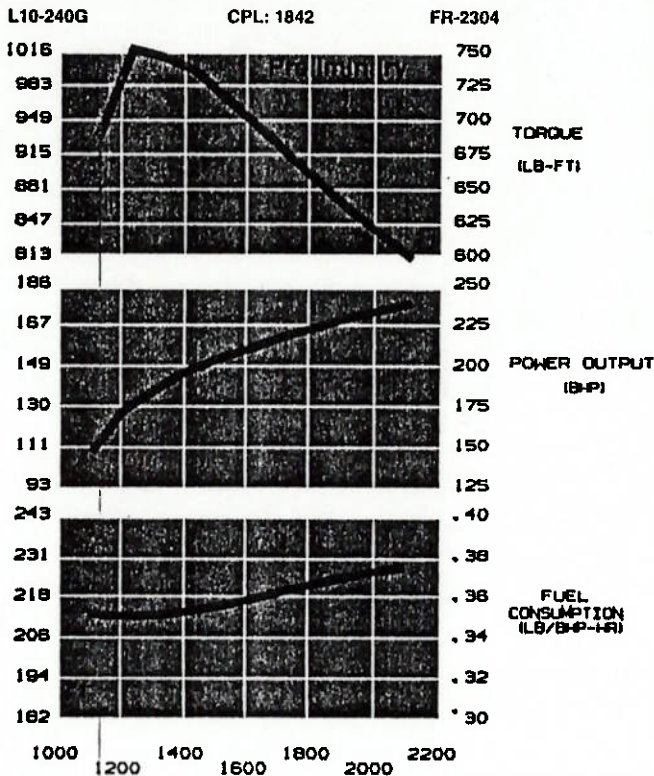 L10-240G CPL: 1842 FR-2304
1016 Preliminary 750
983 725
949 700 TORQUE
915 675 (LB-FT)
881 650
847 625
813 600
186 250
167 225
149 200 POWER OUTPUT
130 175 (BHP)
111 150
93 125
243 .40
231 .38
218 .36 FUEL
CONSUMPTION
206 .34 (LB/BHP-HR)
194 .32
182 .30
1000 1400 1800 2200
1200 1600 2000